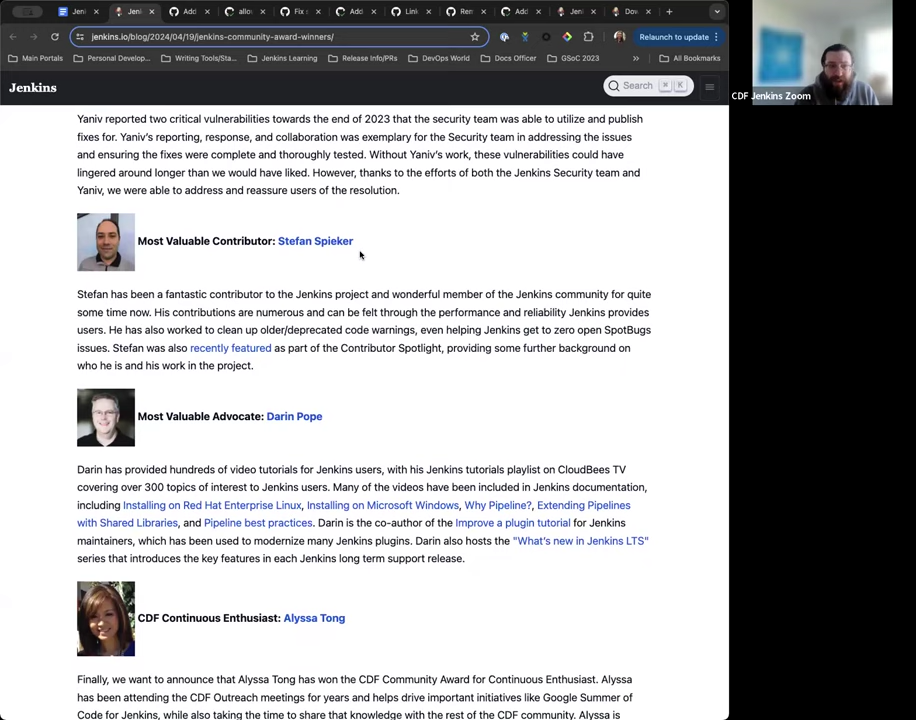 Jen
Jen
Add
allo
Fix
Add
Link
Rem
Add
Jen
Dov
jenkins.io/blog/2024/04/19/jenkins-community-award-winners/
Relaunch to update
Main Portals
Personal Develop...
Writing Tools/Sta...
Jenkins Learning
Release Info/PRs
DevOps World
Docs Officer
GSoC 2023
»
All Bookmarks
Jenkins
Search
⌘
K
CDF Jenkins Zoom
Yaniv reported two critical vulnerabilities towards the end of 2023 that the security team was able to utilize and publish
fixes for. Yaniv's reporting, response, and collaboration was exemplary for the Security team in addressing the issues
and ensuring the fixes were complete and thoroughly tested. Without Yaniv's work, these vulnerabilities could have
lingered around longer than we would have liked. However, thanks to the efforts of both the Jenkins Security team and
Yaniv, we were able to address and reassure users of the resolution.
Most Valuable Contributor: Stefan Spieker
Stefan has been a fantastic contributor to the Jenkins project and wonderful member of the Jenkins community for quite
some time now. His contributions are numerous and can be felt through the performance and reliability Jenkins provides
users. He has also worked to clean up older/deprecated code warnings, even helping Jenkins get to zero open SpotBugs
issues. Stefan was also recently featured as part of the Contributor Spotlight, providing some further background on
who he is and his work in the project.
Most Valuable Advocate: Darin Pope
Darin has provided hundreds of video tutorials for Jenkins users, with his Jenkins tutorials playlist on CloudBees TV
covering over 300 topics of interest to Jenkins users. Many of the videos have been included in Jenkins documentation,
including Installing on Red Hat Enterprise Linux, Installing on Microsoft Windows, Why Pipeline?, Extending Pipelines
with Shared Libraries, and Pipeline best practices. Darin is the co-author of the Improve a plugin tutorial for Jenkins
maintainers, which has been used to modernize many Jenkins plugins. Darin also hosts the "What's new in Jenkins LTS"
series that introduces the key features in each Jenkins long term support release.
CDF Continuous Enthusiast: Alyssa Tong
Finally, we want to announce that Alyssa Tong has won the CDF Community Award for Continuous Enthusiast. Alyssa
has been attending the CDF Outreach meetings for years and helps drive important initiatives like Google Summer of
Code for Jenkins, while also taking the time to share that knowledge with the rest of the CDF community. Alyssa is